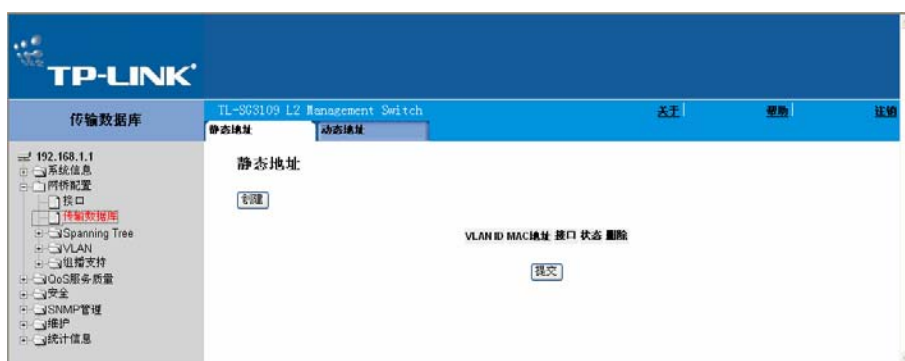 TP-LINK
传输数据库
TL-SG3109 L2 Management Switch
关于
帮助
注销
静态地址
动态地址
192.168.1.1
系统信息
网桥配置
接口
传输数据库
Spanning Tree
VLAN
组播支持
QoS服务质量
安全
SNMP管理
维护
统计信息
静态地址
创建
VLAN ID MAC地址 接口 状态 删除
提交